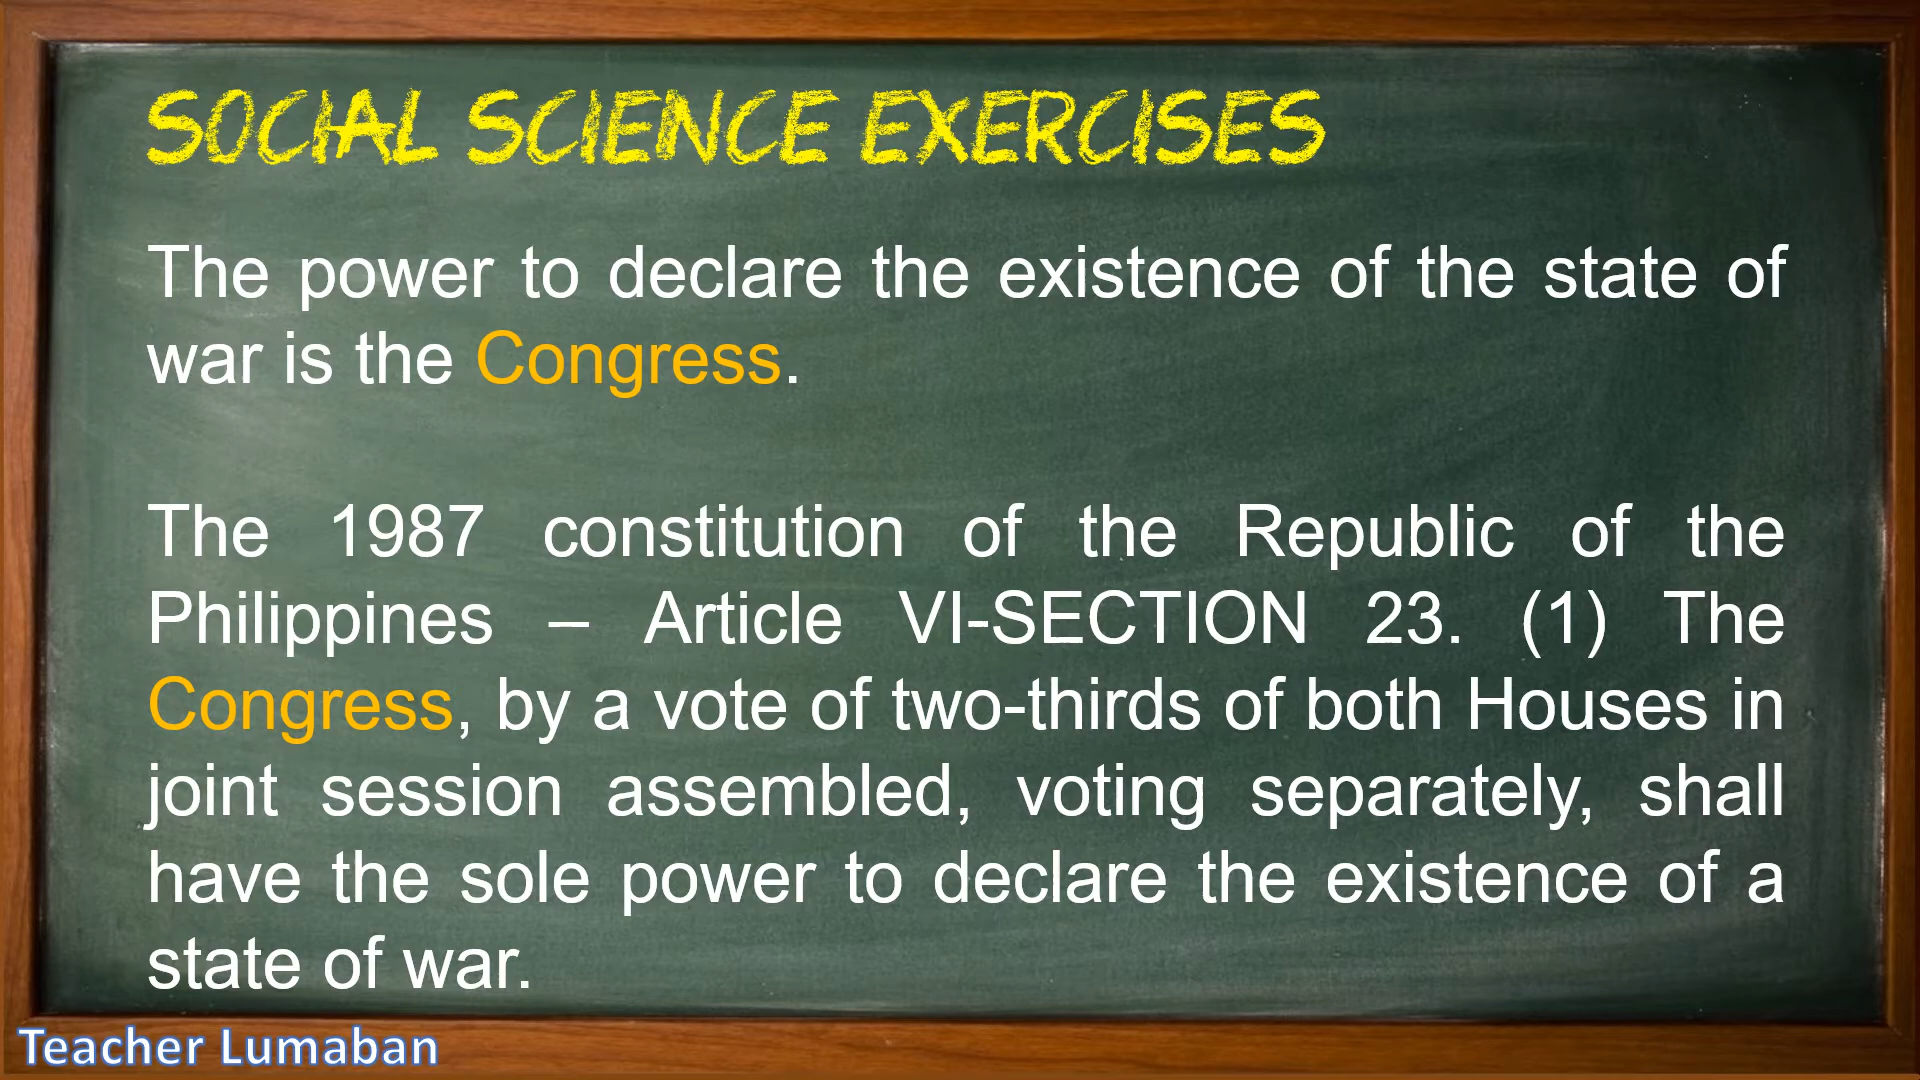 SOCIAL SCIENCE EXERCISES
The power to declare the existence of the state of
war is the Congress.
The 1987 constitution of the Republic of the
Philippines – Article VI-SECTION 23. (1) The
Congress, by a vote of two-thirds of both Houses in
joint session assembled, voting separately, shall
have the sole power to declare the existence of a
state of war.
Teacher Lumaban